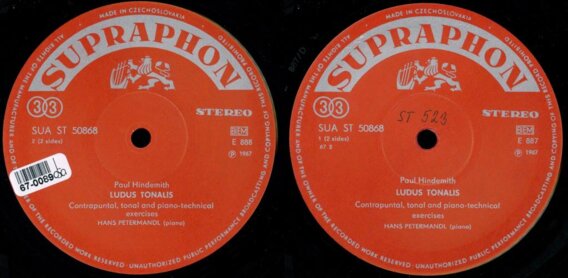 MADE IN CZECHOSLOVAKIA
ALL RIGHTS OF THE MANUFACTURER AND OF THE OWNER OF THE RECORDED WORK RESERVED · UNAUTHORIZED PUBLIC PERFORMANCE BROADCASTING AND COPYING OF THIS RECORD PROHIBITED
SUPRAPHON
33
STEREO
SUA ST 50868
2 (2 sides)
BIEM
E 888
Ⓟ 1967
Paul Hindemith
LUDUS TONALIS
Contrapuntal, tonal and piano-technical
exercises
HANS PETERMANDL (piano)
MADE IN CZECHOSLOVAKIA
ALL RIGHTS OF THE MANUFACTURER AND OF THE OWNER OF THE RECORDED WORK RESERVED · UNAUTHORIZED PUBLIC PERFORMANCE BROADCASTING AND COPYING OF THIS RECORD PROHIBITED
SUPRAPHON
33
ST 523
STEREO
SUA ST 50868
1 (2 sides)
67 2
BIEM
E 887
Ⓟ 1967
Paul Hindemith
LUDUS TONALIS
Contrapuntal, tonal and piano-technical
exercises
HANS PETERMANDL (piano)